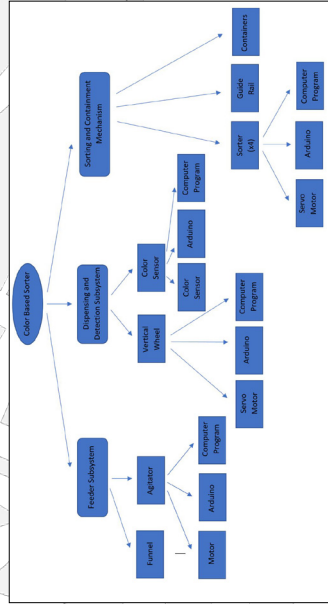 Color Based Sorter
Feeder Subsystem
Dispensing and
Detection Subsystem
Sorting and Containment
Mechanism
Funnel
Agitator
Vertical
Wheel
Color
Sensor
Sorter
(x4)
Guide
Rail
Containers
Motor
Arduino
Computer
Program
Servo
Motor
Arduino
Computer
Program
Color
Sensor
Arduino
Computer
Program
Servo
Motor
Arduino
Computer
Program